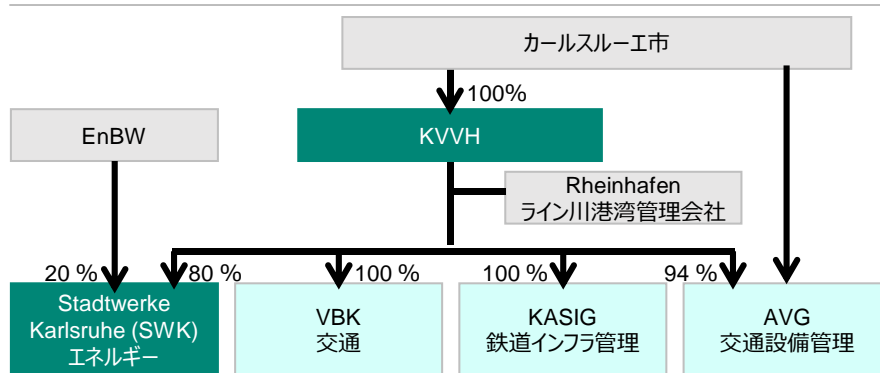 カールスルーエ市
100%
EnBW
KVVH
Rheinhafen
ライン川港湾管理会社
20 %
80 %
100 %
100 %
94 %
Stadtwerke
Karlsruhe (SWK)
エネルギー
VBK
交通
KASIG
鉄道インフラ管理
AVG
交通設備管理